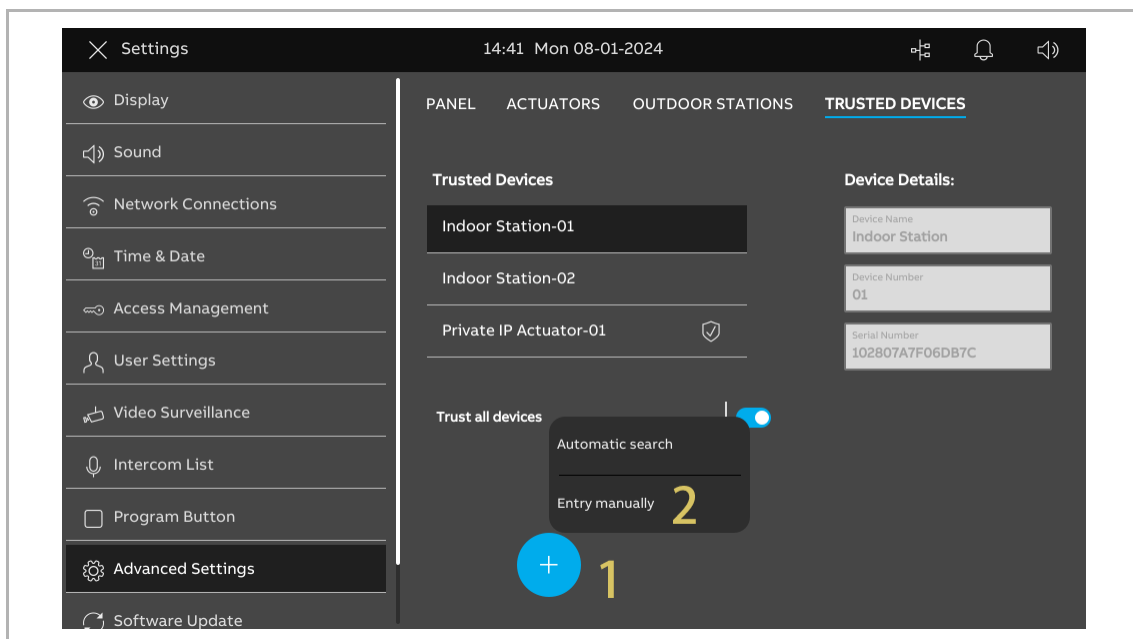 Settings
14:41 Mon 08-01-2024
Display
Sound
Network Connections
31
Time & Date
Access Management
User Settings
Video Surveillance
Intercom List
Program Button
Advanced Settings
Software Update
PANEL ACTUATORS OUTDOOR STATIONS TRUSTED DEVICES
Trusted Devices
Indoor Station-01
Indoor Station-02
Private IP Actuator-01
Trust all devices
Automatic search
Entry manually
2
+
1
Device Details:
Device Name
Indoor Station
Device Number
01
Serial Number
102807A7F06DB7C